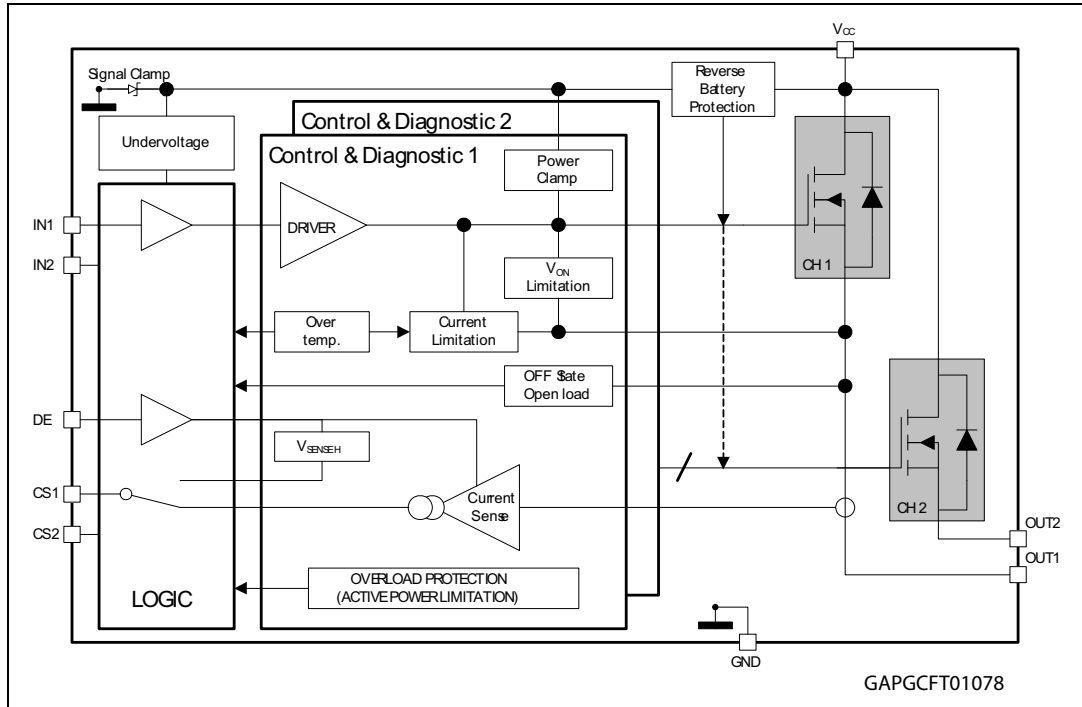 VCC
Signal Clamp
Reverse
Battery
Protection
Control & Diagnostic 2
Undervoltage
Control & Diagnostic 1
Power
Clamp
IN1
DRIVER
IN2
VON
Limitation
CH 1
Over
temp.
Current
Limitation
OFF State
Open load
DE
VSENSEH
CS1
Current
Sense
CH 2
CS2
OUT2
OUT1
OVERLOAD PROTECTION
(ACTIVE POWER LIMITATION)
LOGIC
GND
GAPGCFT01078